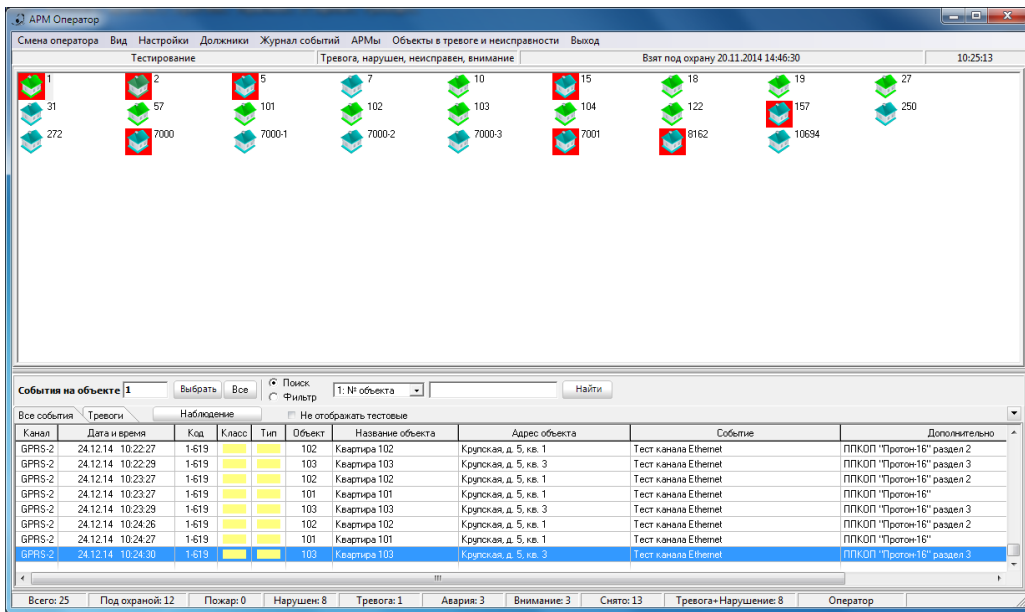 АРМ Оператор
Смена оператора Вид Настройки Должники Журнал событий АРМы Объекты в тревоге и неисправности Выход
Тестирование Тревога, нарушен, неисправен, внимание Взят под охрану 20.11.2014 14:46:30 10:25:13
1 2 5 7 10 15 18 19 27
31 57 101 102 103 104 122 157 250
272 7000 7000-1 7000-2 7000-3 7001 8162 10694
События на объекте 1 Выбрать Все Поиск 1: № объекта Найти
Фильтр
Все события Тревоги Наблюдение Не отображать тестовые
Канал Дата и время Код Класс Тип Объект Название объекта Адрес объекта Событие Дополнительно
GPRS-2 24.12.14 10:22:27 1-619 102 Квартира 102 Крупская, д. 5, кв. 1 Тест канала Ethernet ППКОП "Протон-16" раздел 2
GPRS-2 24.12.14 10:22:29 1-619 103 Квартира 103 Крупская, д. 5, кв. 3 Тест канала Ethernet ППКОП "Протон-16" раздел 3
GPRS-2 24.12.14 10:23:27 1-619 102 Квартира 102 Крупская, д. 5, кв. 1 Тест канала Ethernet ППКОП "Протон-16" раздел 2
GPRS-2 24.12.14 10:23:27 1-619 101 Квартира 101 Крупская, д. 5, кв. 1 Тест канала Ethernet ППКОП "Протон-16"
GPRS-2 24.12.14 10:23:29 1-619 103 Квартира 103 Крупская, д. 5, кв. 3 Тест канала Ethernet ППКОП "Протон-16" раздел 3
GPRS-2 24.12.14 10:24:26 1-619 102 Квартира 102 Крупская, д. 5, кв. 1 Тест канала Ethernet ППКОП "Протон-16" раздел 2
GPRS-2 24.12.14 10:24:27 1-619 101 Квартира 101 Крупская, д. 5, кв. 1 Тест канала Ethernet ППКОП "Протон-16"
GPRS-2 24.12.14 10:24:30 1-619 103 Квартира 103 Крупская, д. 5, кв. 3 Тест канала Ethernet ППКОП "Протон-16" раздел 3
Всего: 25 Под охраной: 12 Пожар: 0 Нарушен: 8 Тревога: 1 Авария: 3 Внимание: 3 Снято: 13 Тревога+Нарушение: 8 Оператор